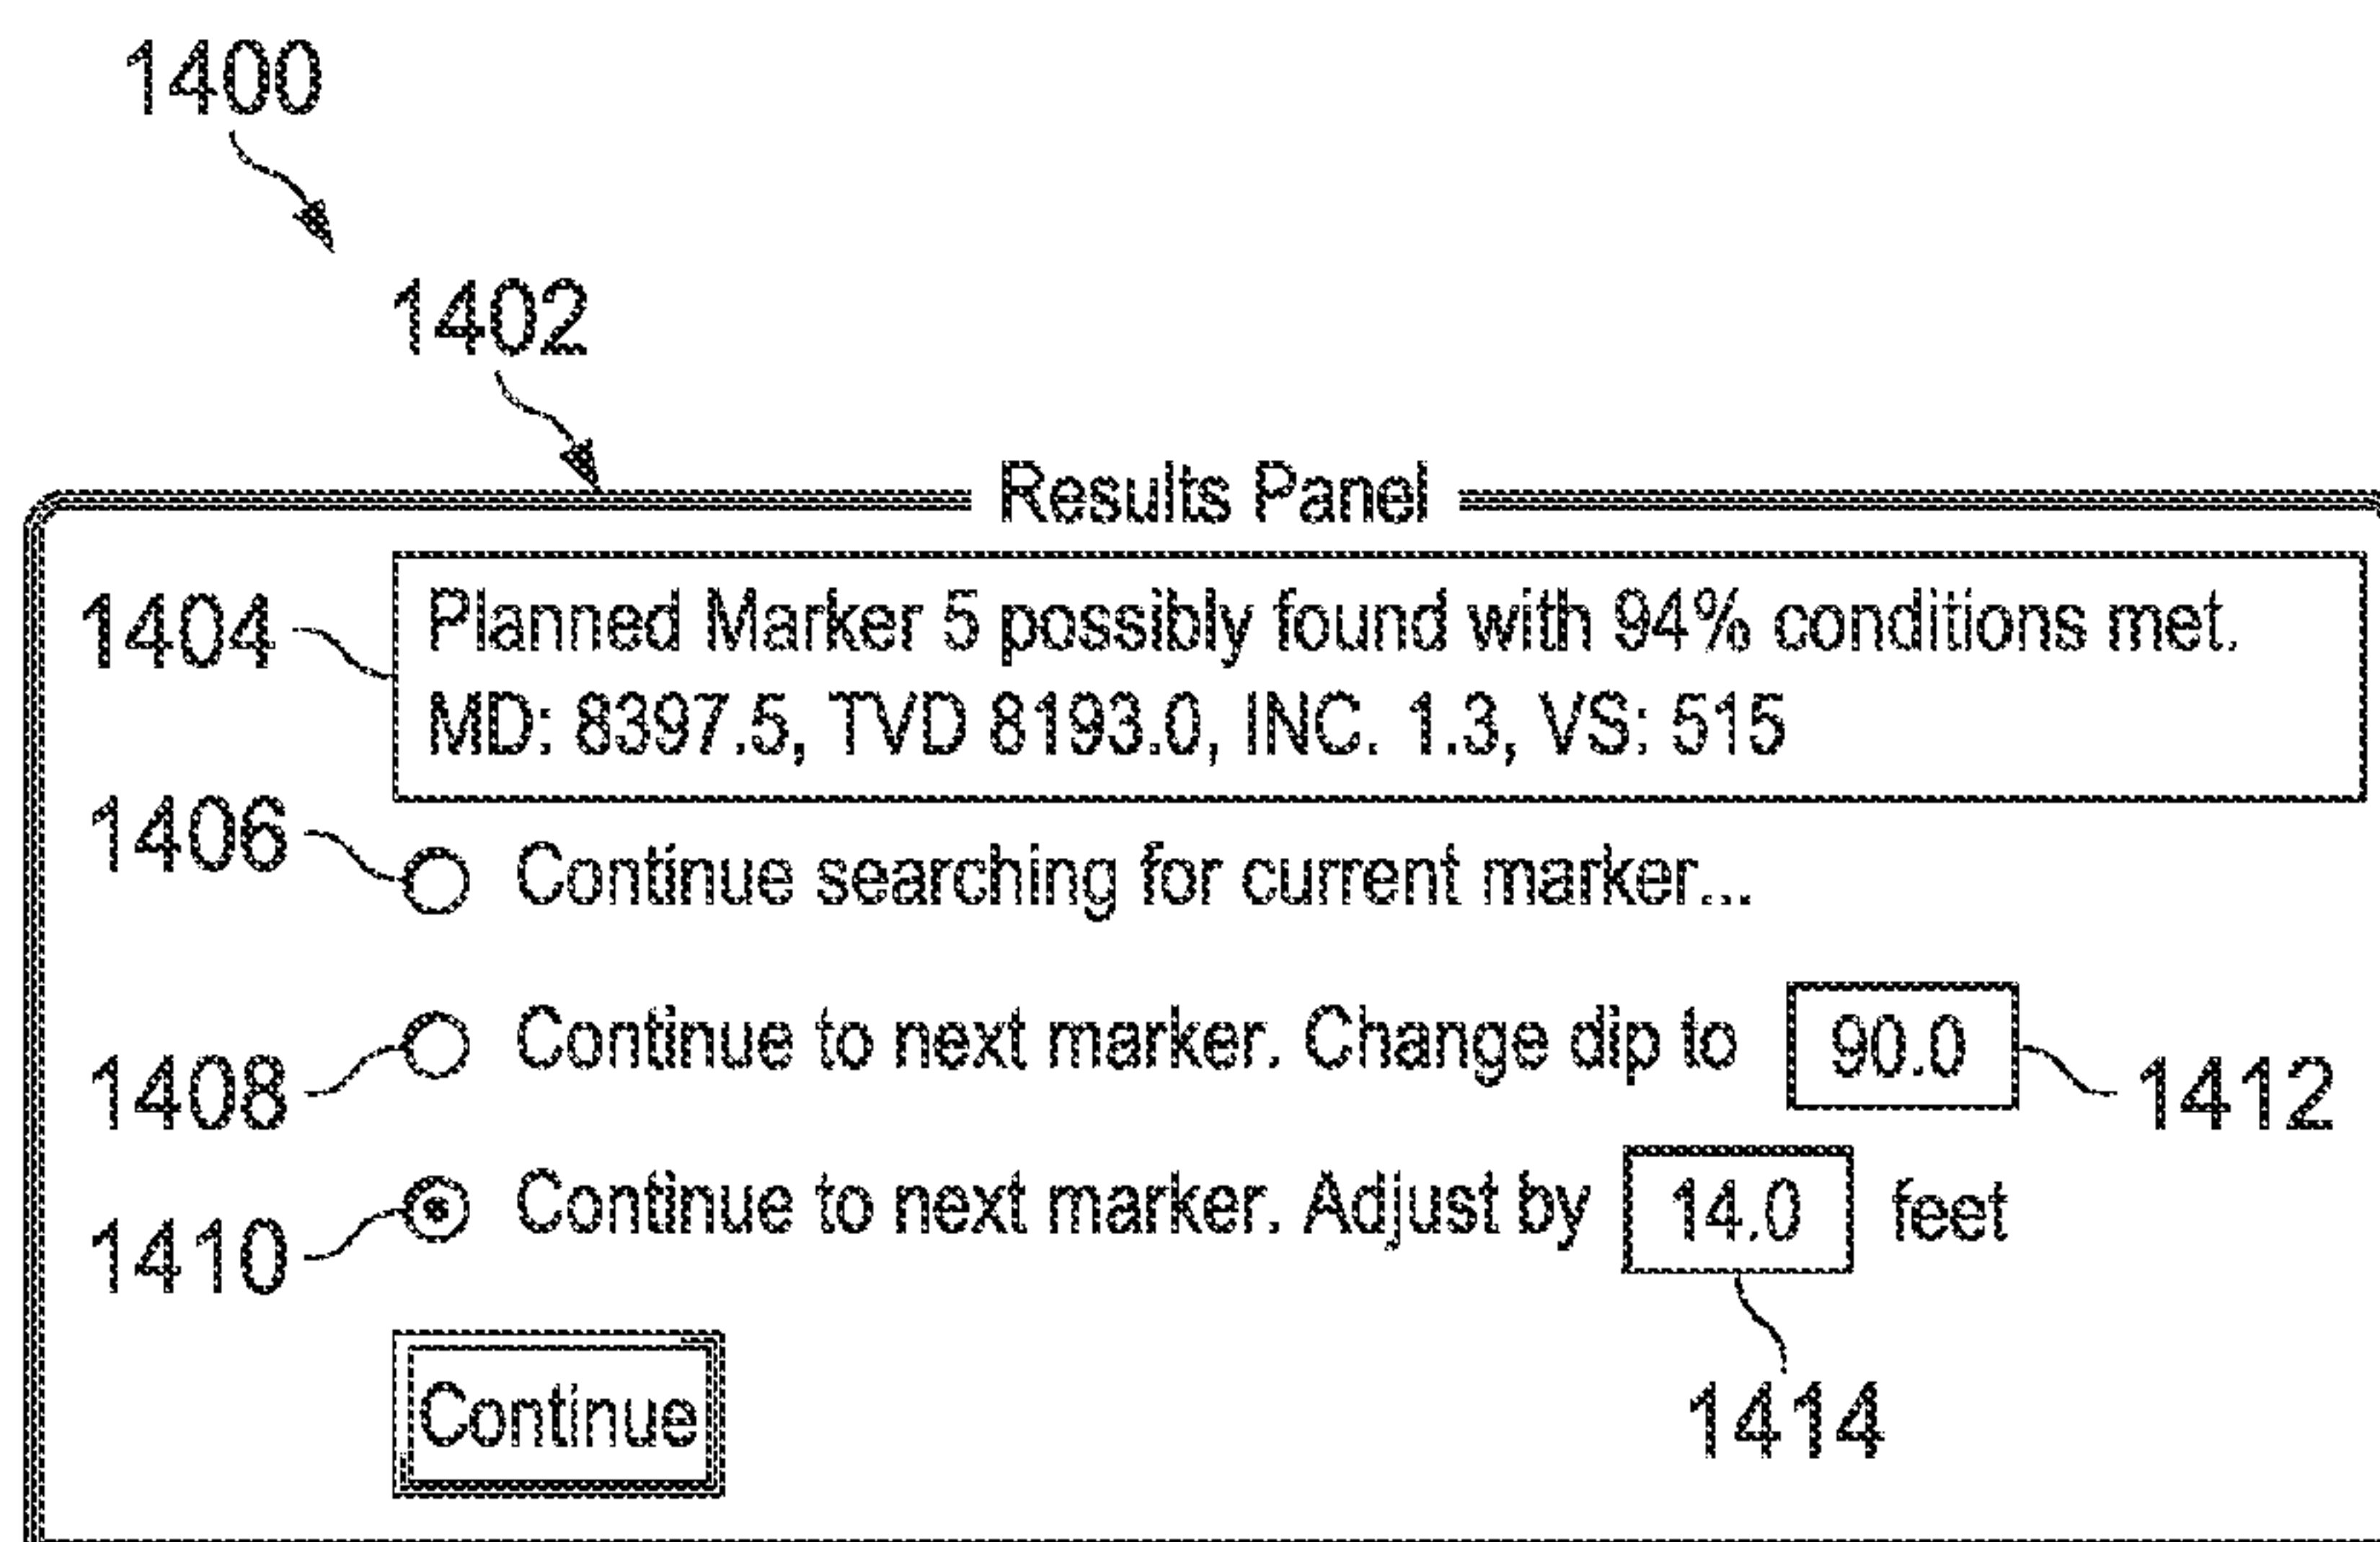 1400
1402
Results Panel
1404
Planned Marker 5 possibly found with 94% conditions met.
MD: 8397.5, TVD 8193.0, INC. 1.3, VS: 515
1406
Continue searching for current marker...
1408
Continue to next marker. Change dip to 90.0
1412
1410
Continue to next marker. Adjust by 14.0 feet
1414
Continue